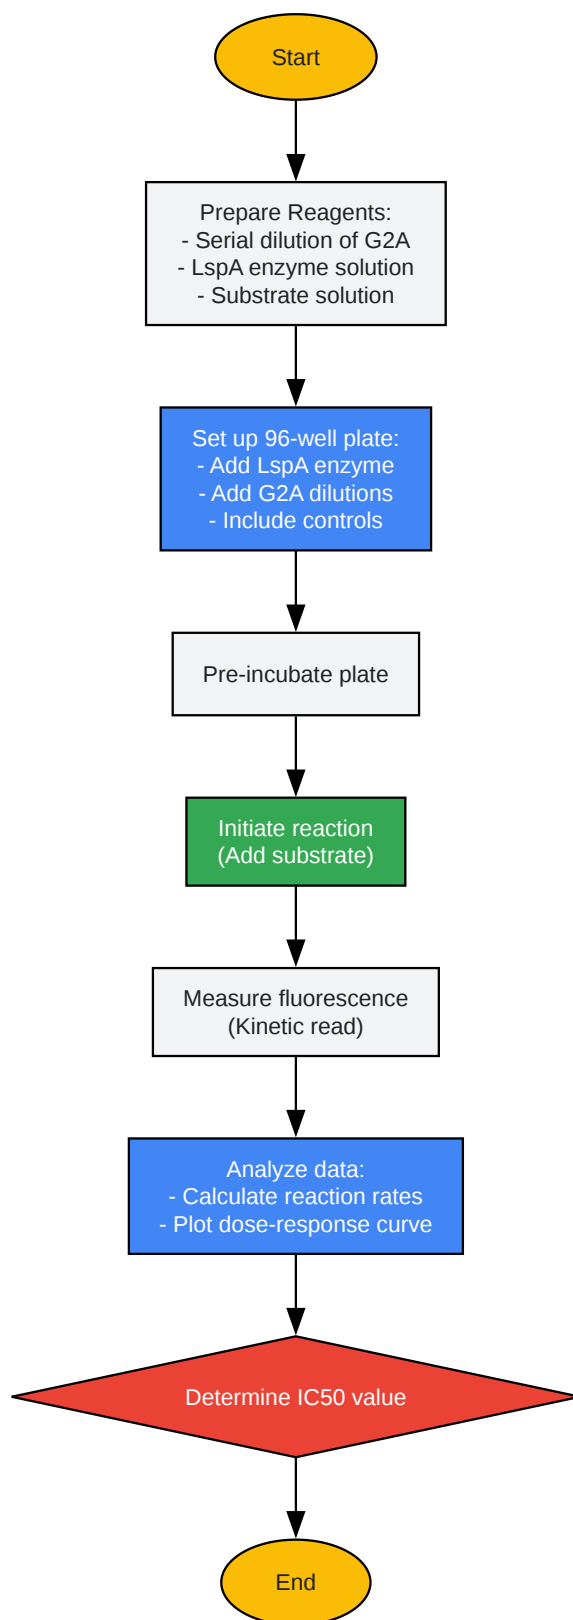 Start
Prepare Reagents:
- Serial dilution of G2A
- LspA enzyme solution
- Substrate solution
Set up 96-well plate:
- Add LspA enzyme
- Add G2A dilutions
- Include controls
Pre-incubate plate
Initiate reaction
(Add substrate)
Measure fluorescence
(Kinetic read)
Analyze data:
- Calculate reaction rates
- Plot dose-response curve
Determine IC50 value
End